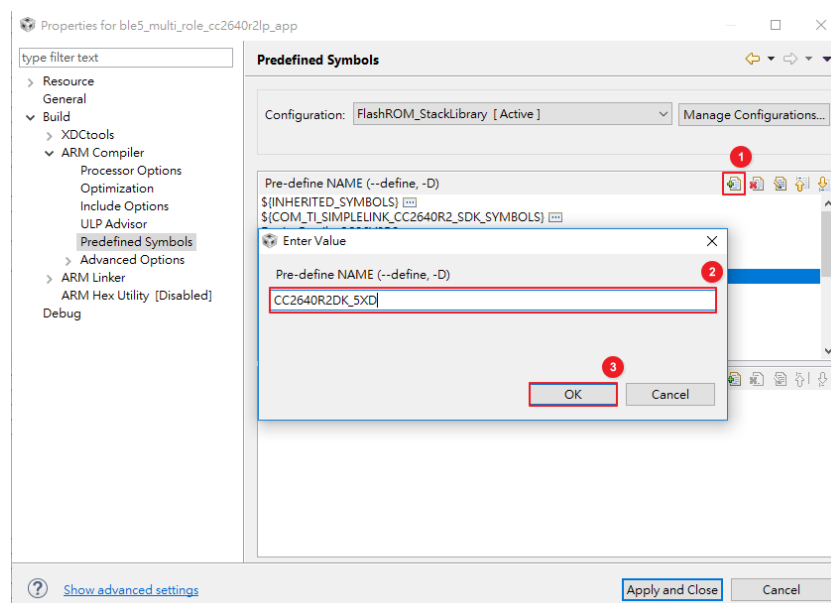 Properties for ble5_multi_role_cc2640r2lp_app
type filter text
Resource
General
Build
XDCtools
ARM Compiler
Processor Options
Optimization
Include Options
ULP Advisor
Predefined Symbols
Advanced Options
ARM Linker
ARM Hex Utility [Disabled]
Debug
Predefined Symbols
Configuration: FlashROM_StackLibrary [ Active ] Manage Configurations...
1
Pre-define NAME (--define, -D)
${INHERITED_SYMBOLS}
${COM_TI_SIMPLELINK_CC2640R2_SDK_SYMBOLS}
Enter Value
Pre-define NAME (--define, -D)
2
CC2640R2DK_5XD
3
OK Cancel
? Show advanced settings
Apply and Close Cancel